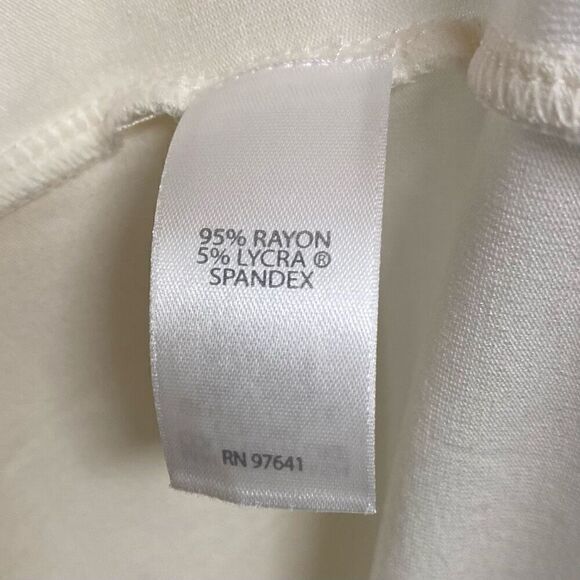 95% RAYON
5% LYCRA ®
SPANDEX
RN 97641